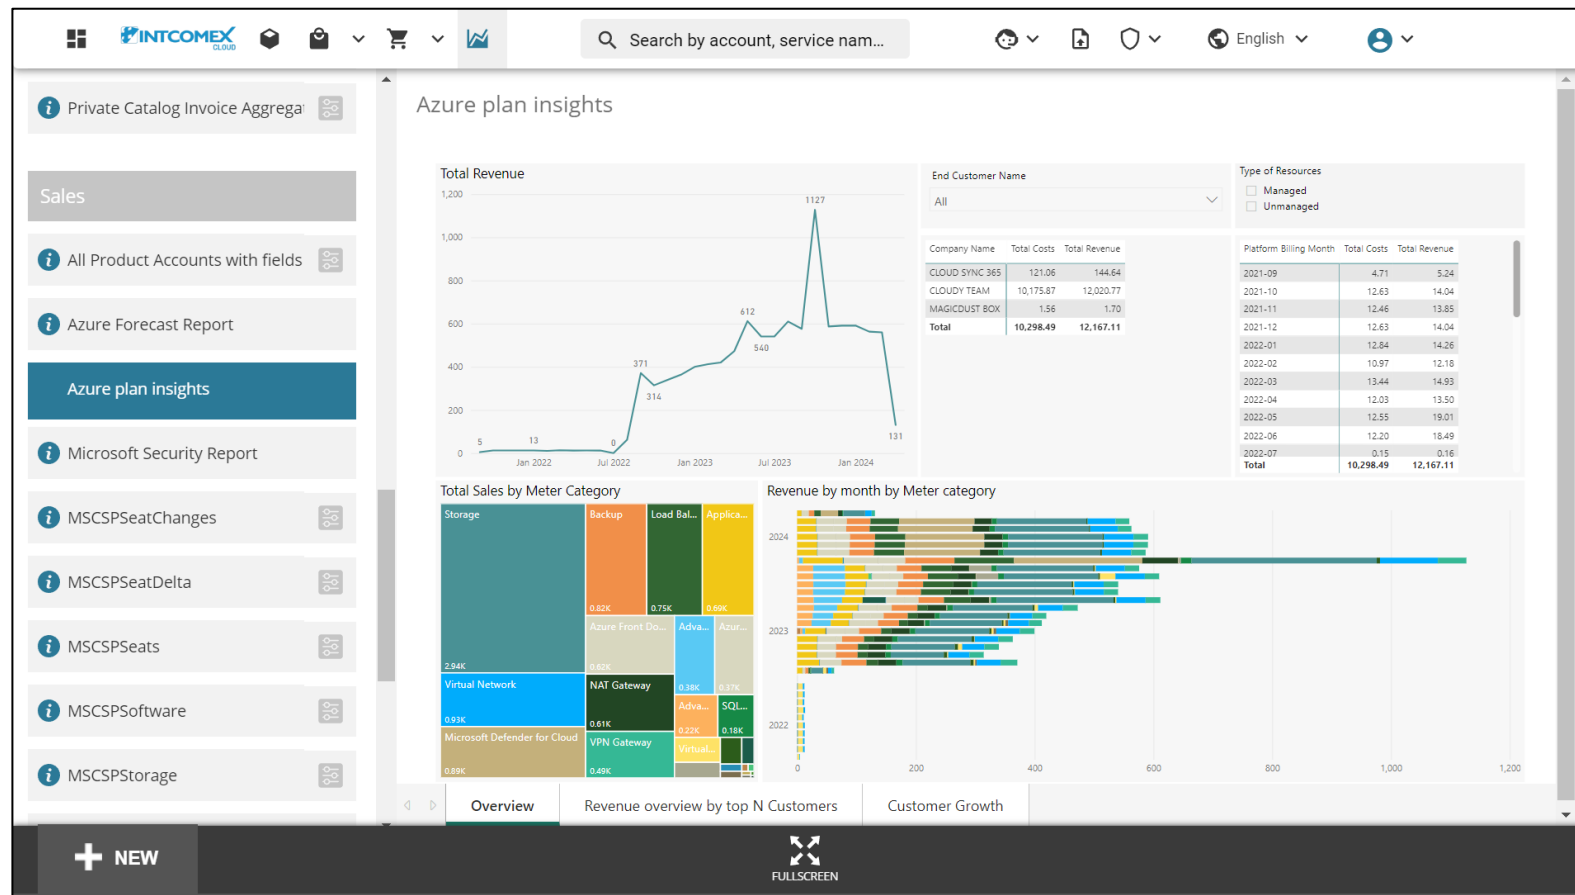 INTCOMEX
CLOUD
Search by account, service nam...
English
Private Catalog Invoice Aggregat
Sales
All Product Accounts with fields
Azure Forecast Report
Azure plan insights
Microsoft Security Report
MSCSPSeatChanges
MSCSPSeatDelta
MSCSPSeats
MSCSPSoftware
MSCSPStorage
Azure plan insights
Total Revenue
1,200
1,000
800
600
400
200
0
5
13
0
371
314
612
540
1127
131
Jan 2022
Jul 2022
Jan 2023
Jul 2023
Jan 2024
End Customer Name
All
Type of Resources
Managed
Unmanaged
Company Name Total Costs Total Revenue
CLOUD SYNC 365 121.06 144.64
CLOUDY TEAM 10,175.87 12,020.77
MAGICDUST BOX 1.56 1.70
Total 10,298.49 12,167.11
Platform Billing Month Total Costs Total Revenue
2021-09 4.71 5.24
2021-10 12.63 14.04
2021-11 12.46 13.85
2021-12 12.63 14.04
2022-01 12.84 14.26
2022-02 10.97 12.18
2022-03 13.44 14.93
2022-04 12.03 13.50
2022-05 12.55 19.01
2022-06 12.20 18.49
2022-07 0.15 0.16
Total 10,298.49 12,167.11
Total Sales by Meter Category
Storage
2.94K
Virtual Network
0.93K
Microsoft Defender for Cloud
0.89K
Backup
0.82K
Load Bal...
0.75K
Applica...
0.69K
Azure Front Do...
0.62K
NAT Gateway
0.61K
VPN Gateway
0.49K
Adva...
0.38K
Azur...
0.37K
Adva...
0.22K
SQL...
0.18K
Virtual...
Revenue by month by Meter category
2024
2023
2022
0 200 400 600 800 1,000 1,200
Overview
Revenue overview by top N Customers
Customer Growth
NEW
FULLSCREEN